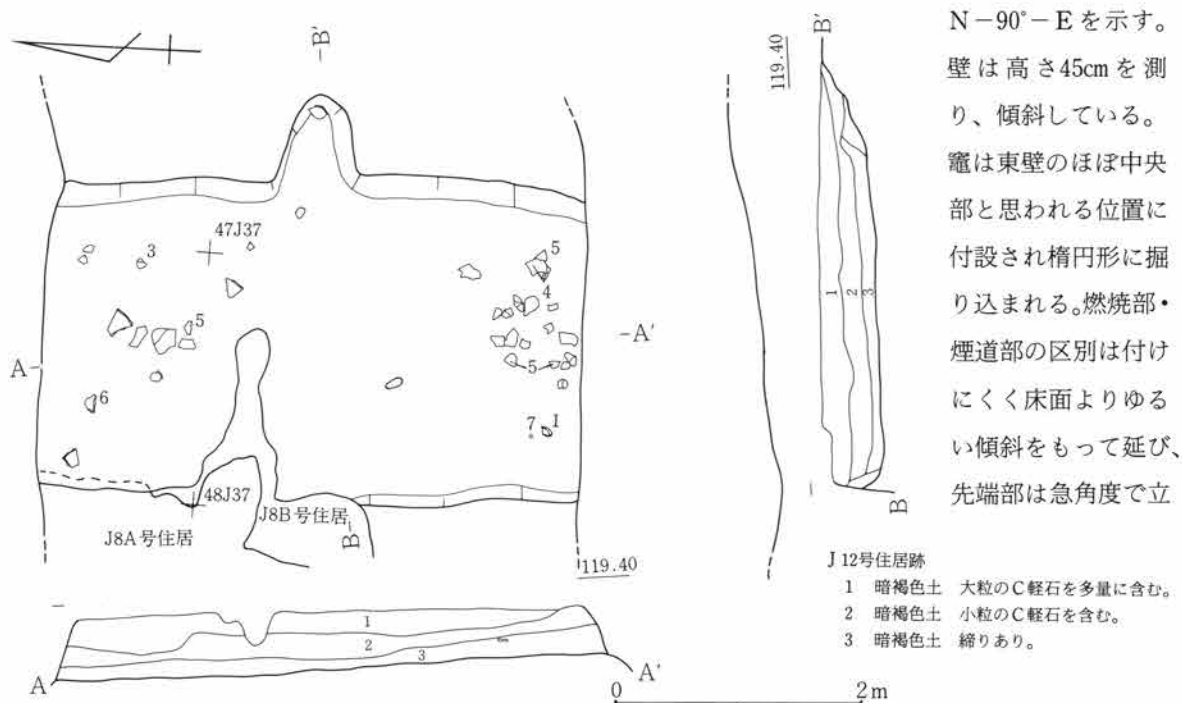 N－90°－Eを示す。
壁は高さ45cmを測
り、傾斜している。
竈は東壁のほぼ中央
部と思われる位置に
付設され楕円形に掘
り込まれる。燃焼部・
煙道部の区別は付け
にくく床面よりゆる
い傾斜をもって延び、
先端部は急角度で立
B'
B'
119.40
47J37
3
5
4
5
5
A
A'
6
7
1
48J37
J8A号住居
J8B号住居
B
119.40
1
2
3
B
J12号住居跡
1 暗褐色土 大粒のC軽石を多量に含む。
2 暗褐色土 小粒のC軽石を含む。
3 暗褐色土 締りあり。
1
2
3
S
A
A'
0
2m